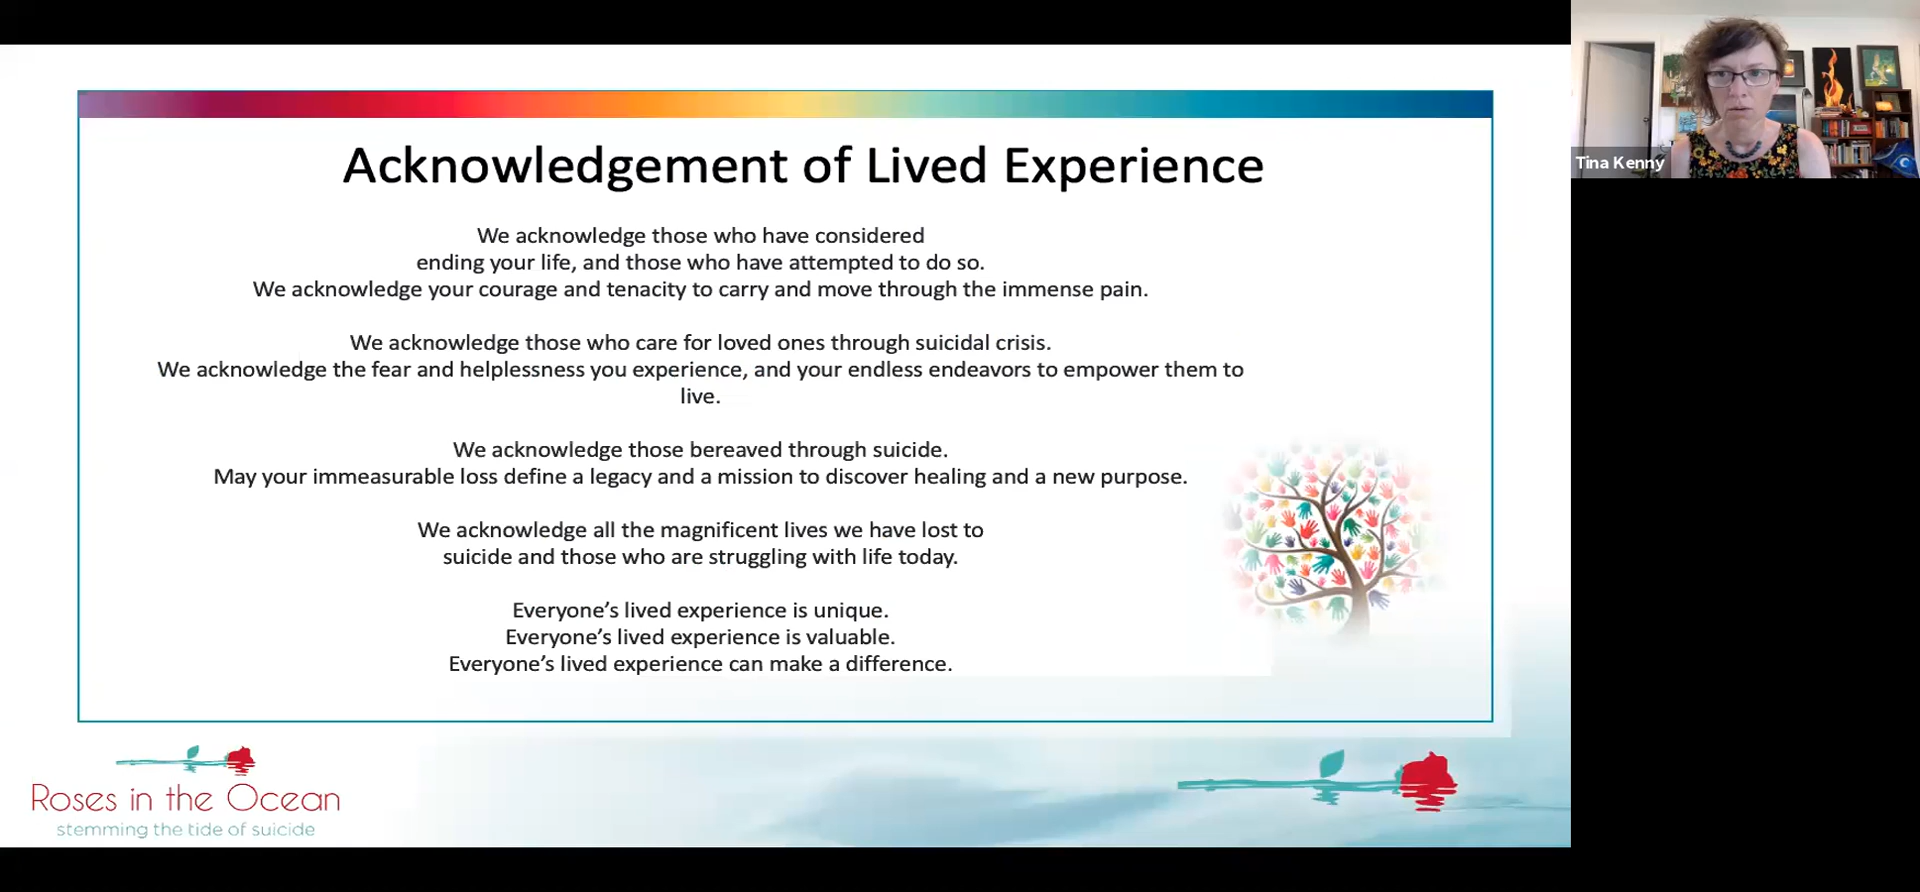 Acknowledgement of Lived Experience
We acknowledge those who have considered
ending your life, and those who have attempted to do so.
We acknowledge your courage and tenacity to carry and move through the immense pain.
We acknowledge those who care for loved ones through suicidal crisis.
We acknowledge the fear and helplessness you experience, and your endless endeavors to empower them to
live.
We acknowledge those bereaved through suicide.
May your immeasurable loss define a legacy and a mission to discover healing and a new purpose.
We acknowledge all the magnificent lives we have lost to
suicide and those who are struggling with life today.
Everyone’s lived experience is unique.
Everyone’s lived experience is valuable.
Everyone’s lived experience can make a difference.
Roses in the Ocean
stemming the tide of suicide
Tina Kenny